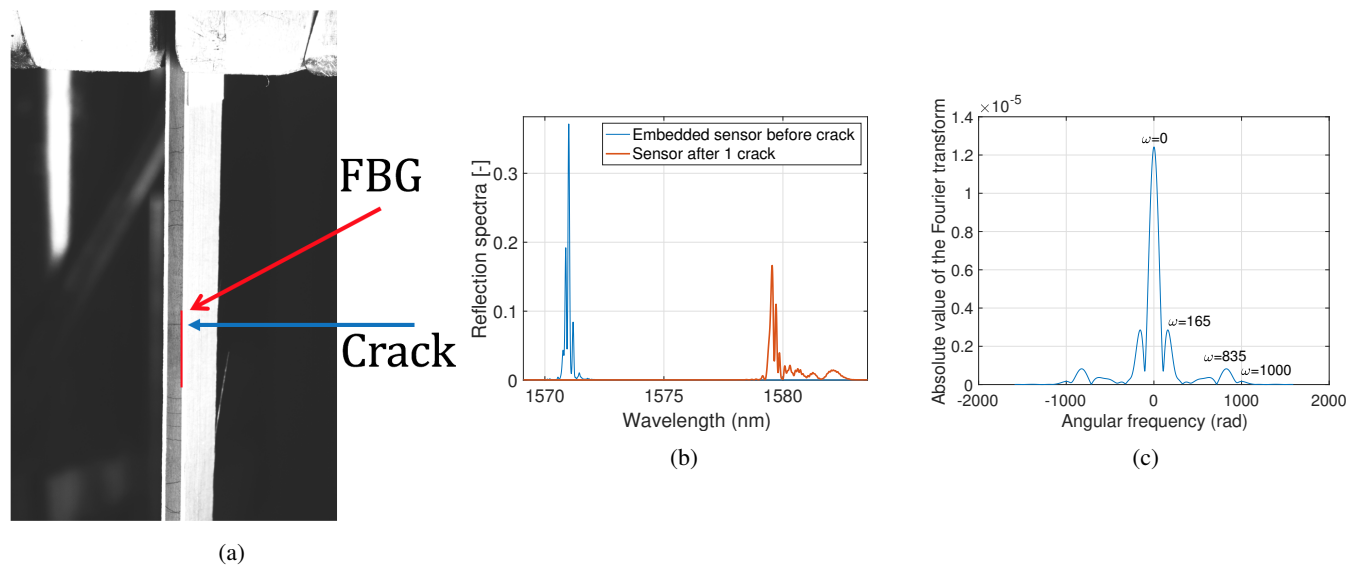 FBG
Crack
(a)
Reflection spectra [-]
0.3
0.2
0.1
0
Embedded sensor before crack
Sensor after 1 crack
1570
1575
1580
Wavelength (nm)
(b)
×10⁻⁵
Absolute value of the Fourier transform
1.4
1.2
1
0.8
0.6
0.4
0.2
0
ω=0
ω=165
ω=835
ω=1000
-2000
-1000
0
1000
2000
Angular frequency (rad)
(c)